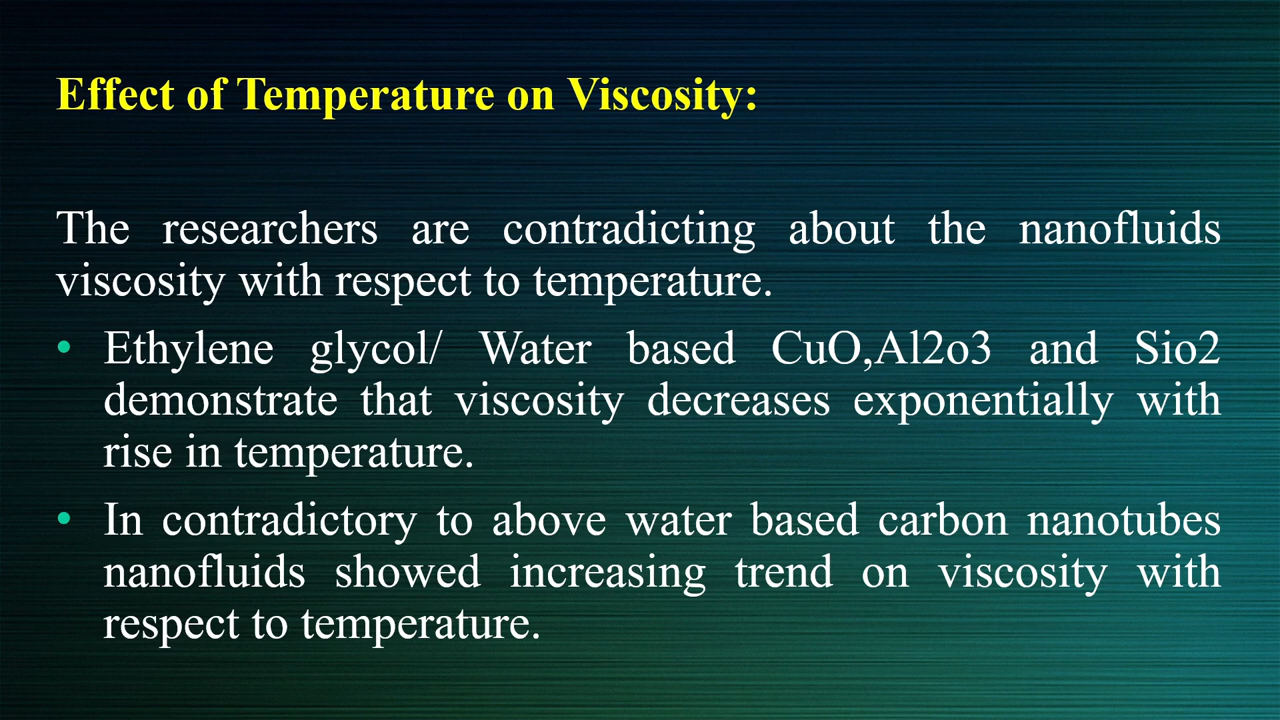 Effect of Temperature on Viscosity:
The researchers are contradicting about the nanofluids
viscosity with respect to temperature.
• Ethylene glycol/ Water based CuO,Al2o3 and Sio2
demonstrate that viscosity decreases exponentially with
rise in temperature.
• In contradictory to above water based carbon nanotubes
nanofluids showed increasing trend on viscosity with
respect to temperature.